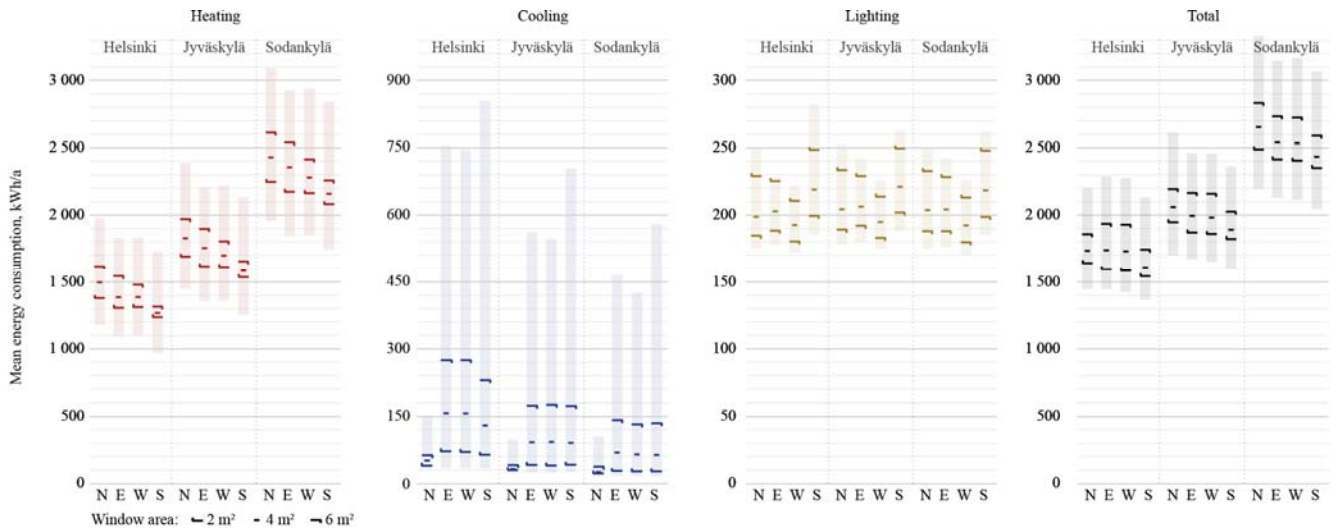 Heating Cooling Lighting Total
Helsinki Jyväskylä Sodankylä Helsinki Jyväskylä Sodankylä Helsinki Jyväskylä Sodankylä Helsinki Jyväskylä Sodankylä
3 000 900 300 3 000
2 500 750 250 2 500
2 000 600 200 2 000
1 500 450 150 1 500
1 000 300 100 1 000
500 150 50 500
0 0 0 0
Mean energy consumption, kWh/a
N E W S N E W S N E W S N E W S N E W S N E W S N E W S N E W S N E W S N E W S N E W S N E W S
Window area: 2 m² 4 m² 6 m²